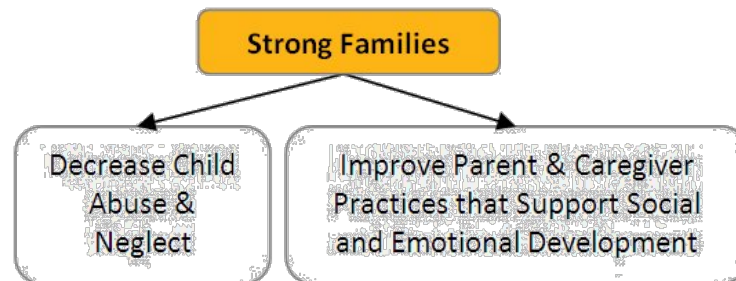 Strong Families
Decrease Child
Abuse &
Neglect
Improve Parent & Caregiver
Practices that Support Social
and Emotional Development